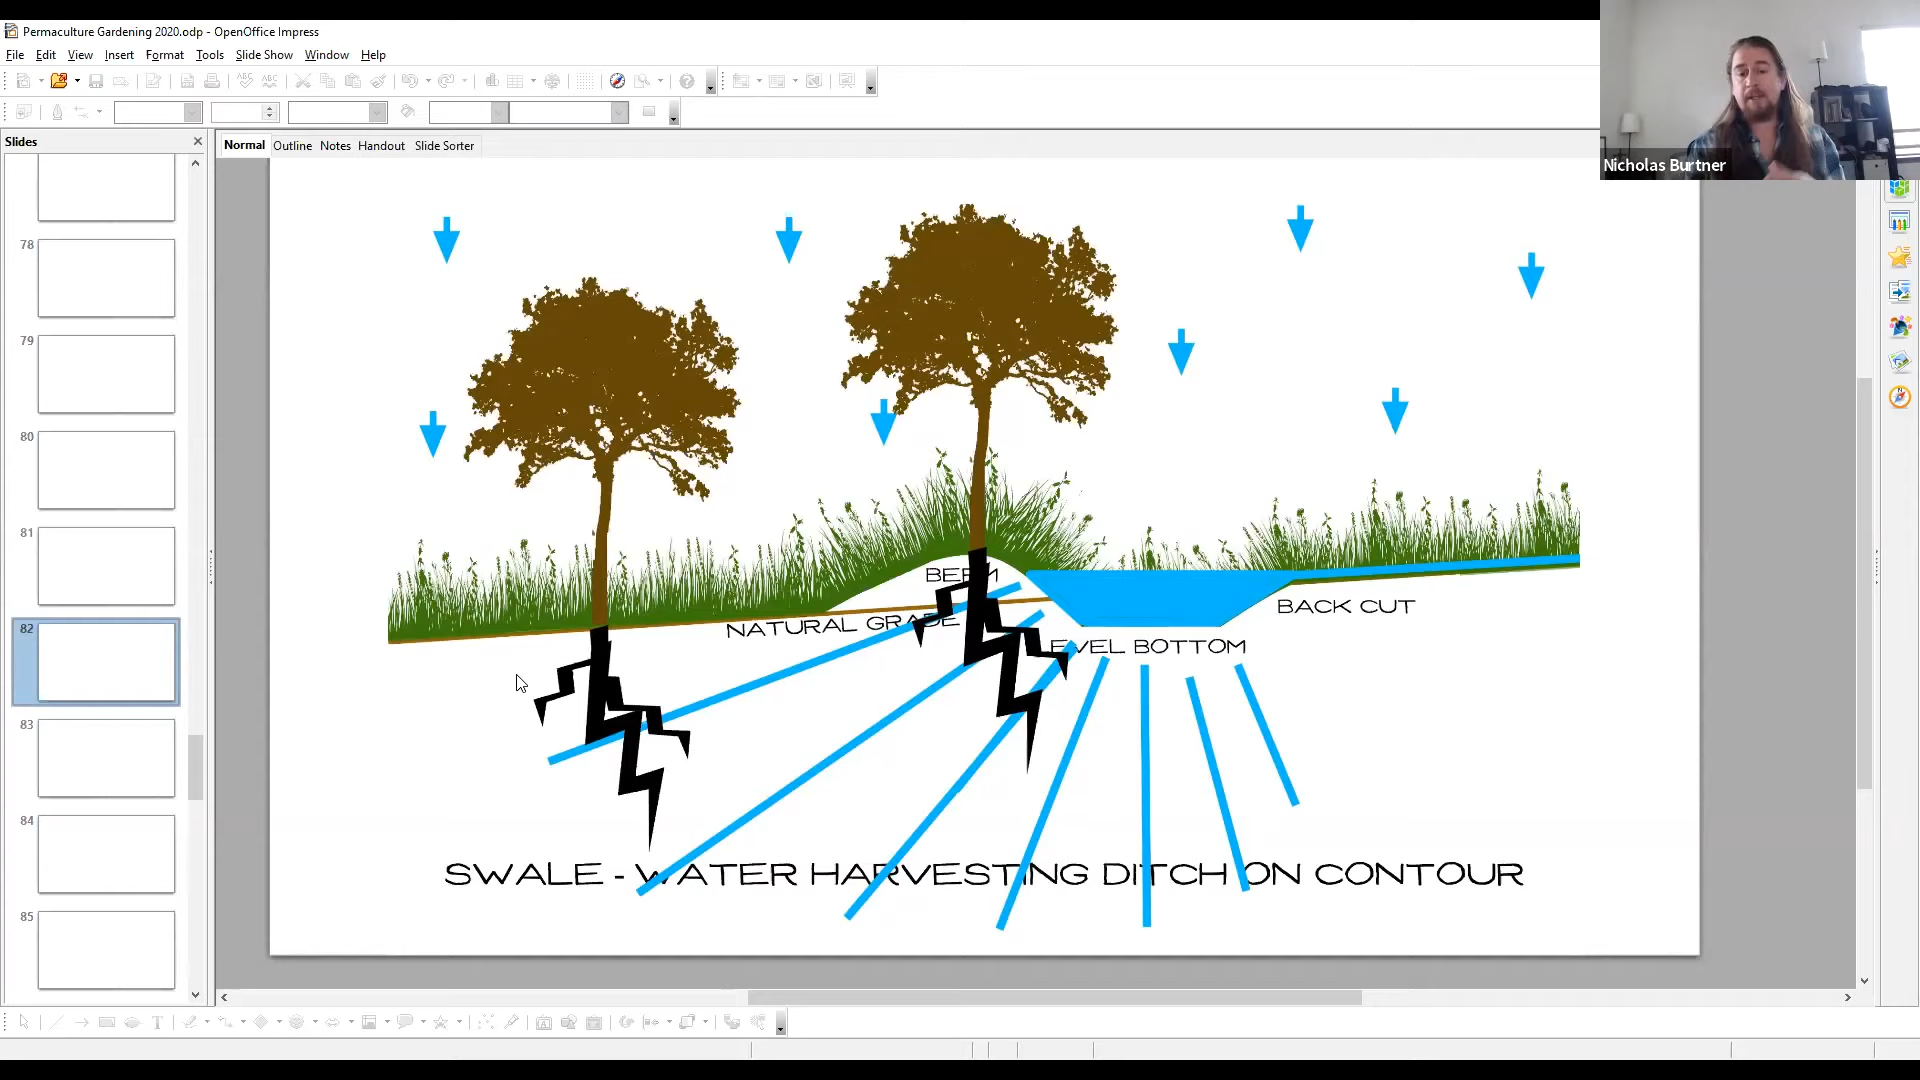 Permaculture Gardening 2020.odp - OpenOffice Impress
File Edit View Insert Format Tools Slide Show Window Help
Nicholas Burtner
Slides
Normal Outline Notes Handout Slide Sorter
78
79
80
81
82
83
84
85
BERM
NATURAL GRADE
BACK CUT
LEVEL BOTTOM
SWALE - WATER HARVESTING DITCH ON CONTOUR